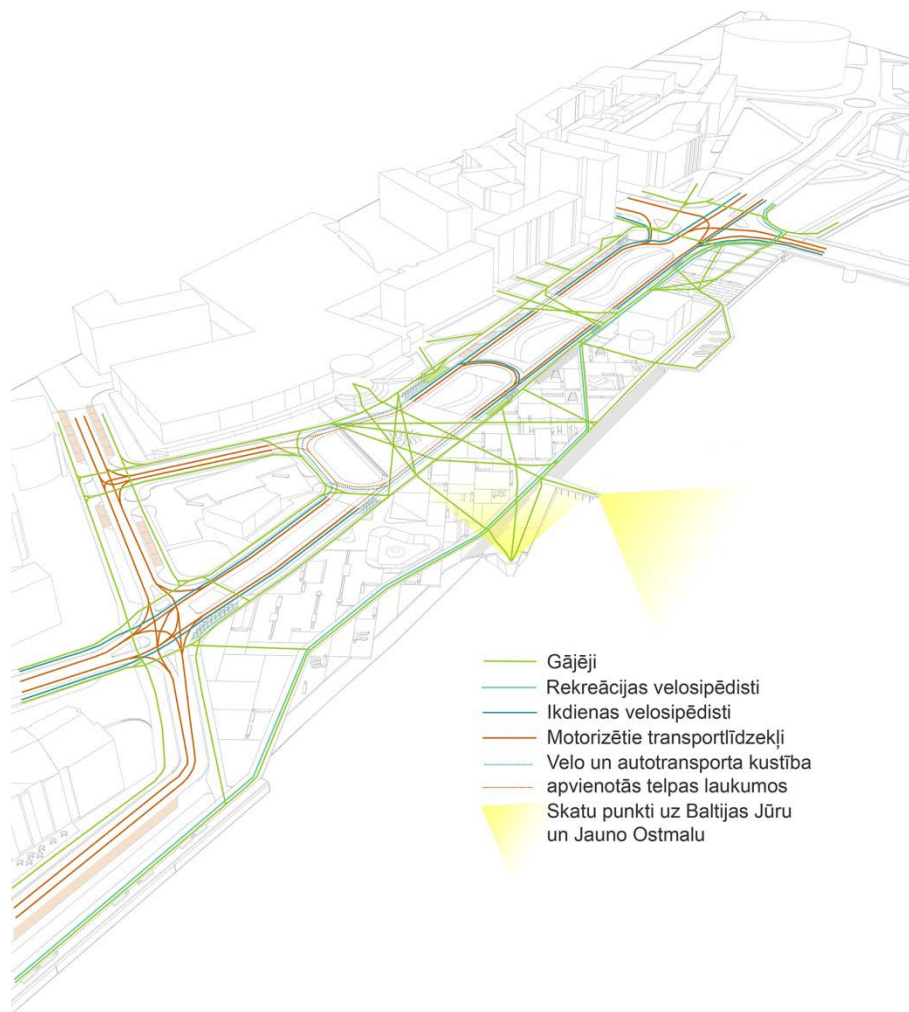 Gājēji
Rekreācijas velosipēdisti
Ikdienas velosipēdisti
Motorizētie transportlīdzekļi
Velo un autotransporta kustība
apvienotās telpas laukumos
Skatu punkti uz Baltijas Jūru
un Jauno Ostmalu